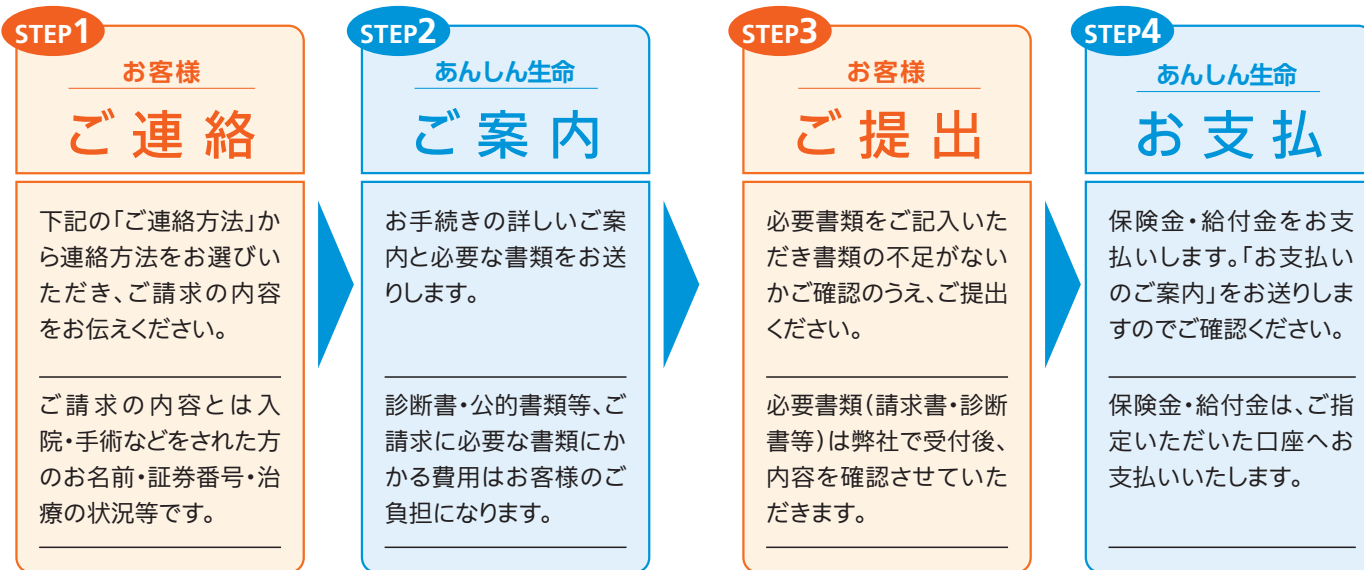 STEP1
お客様
ご連絡
下記の「ご連絡方法」か
ら連絡方法をお選びい
ただき、ご請求の内容
をお伝えください。
ご請求の内容とは入
院・手術などをされた方
のお名前・証券番号・治
療の状況等です。
STEP2
あんしん生命
ご案内
お手続きの詳しいご案
内と必要な書類をお送
りします。
診断書・公的書類等、ご
請求に必要な書類にか
かる費用はお客様のご
負担になります。
STEP3
お客様
ご提出
必要書類をご記入いた
だき書類の不足がない
かご確認のうえ、ご提出
ください。
必要書類(請求書・診断
書等)は弊社で受付後、
内容を確認させていた
だきます。
STEP4
あんしん生命
お支払
保険金・給付金をお支
払いします。「お支払い
のご案内」をお送りしま
すのでご確認ください。
保険金・給付金は、ご指
定いただいた口座へお
支払いいたします。